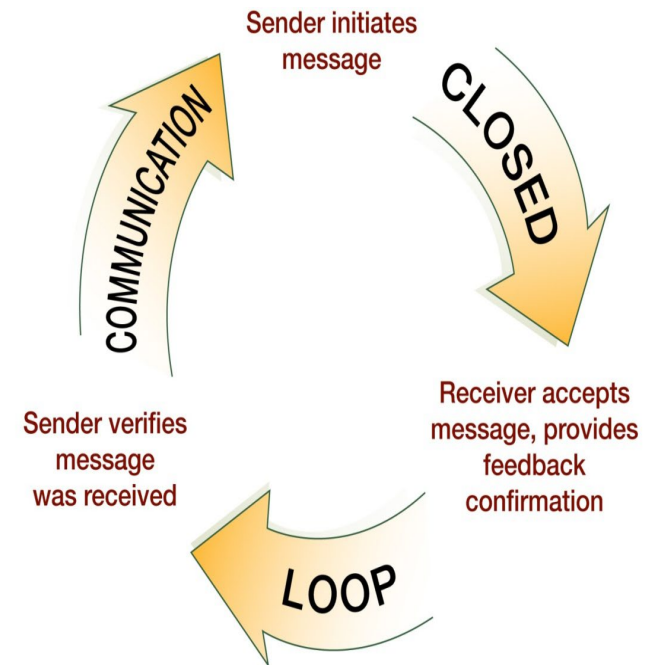 Sender initiates
message
CLOSED
Receiver accepts
message, provides
feedback
confirmation
LOOP
Sender verifies
message
was received
COMMUNICATION